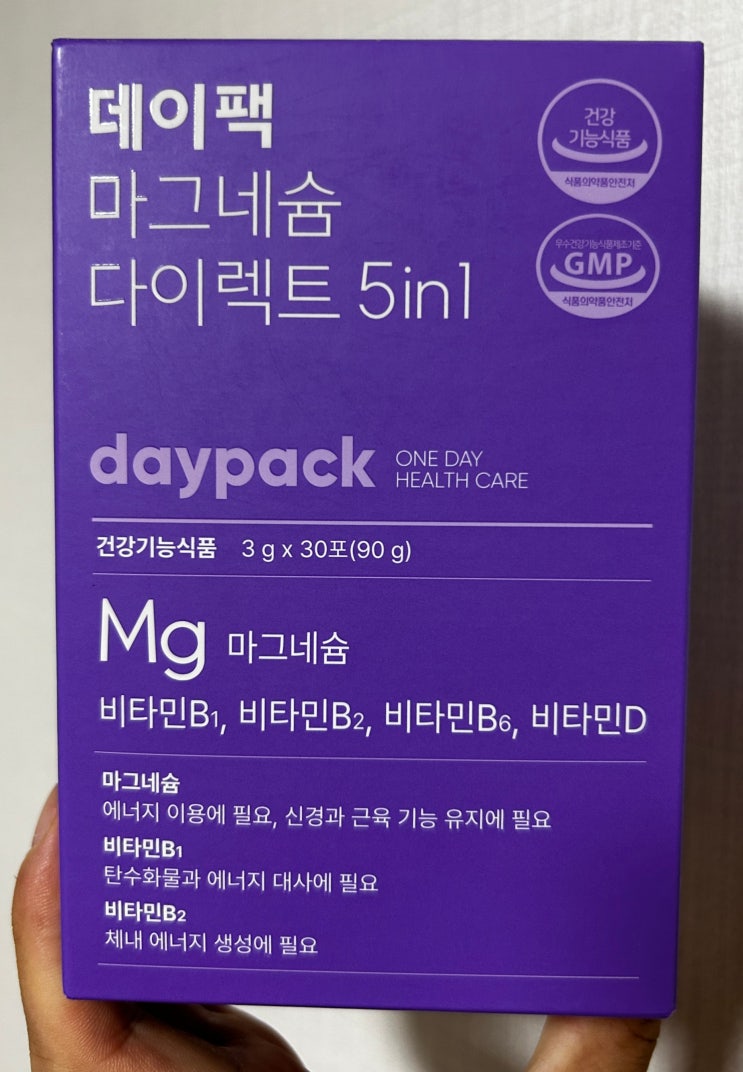 데이팩
마그네슘
다이렉트 5in1
건강
기능식품
식품의약품안전처
우수건강기능식품제조기준
GMP
식품의약품안전처
daypack
ONE DAY
HEALTH CARE
건강기능식품 3 g x 30포(90 g)
Mg 마그네슘
비타민B1, 비타민B2, 비타민B6, 비타민D
마그네슘
에너지 이용에 필요, 신경과 근육 기능 유지에 필요
비타민B1
탄수화물과 에너지 대사에 필요
비타민B2
체내 에너지 생성에 필요